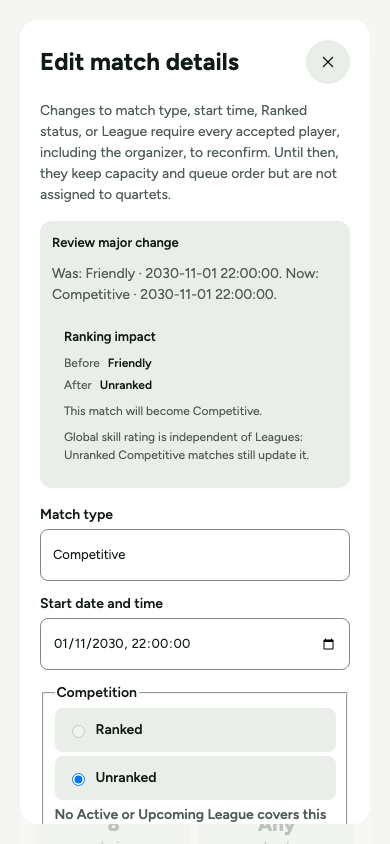 Edit match details
Changes to match type, start time, Ranked
status, or League require every accepted player,
including the organizer, to reconfirm. Until then,
they keep capacity and queue order but are not
assigned to quartets.
Review major change
Was: Friendly · 2030-11-01 22:00:00. Now:
Competitive · 2030-11-01 22:00:00.
Ranking impact
Before Friendly
After Unranked
This match will become Competitive.
Global skill rating is independent of Leagues:
Unranked Competitive matches still update it.
Match type
Competitive
Start date and time
01/11/2030, 22:00:00
Competition
Ranked
Unranked
No Active or Upcoming League covers this
8 Any